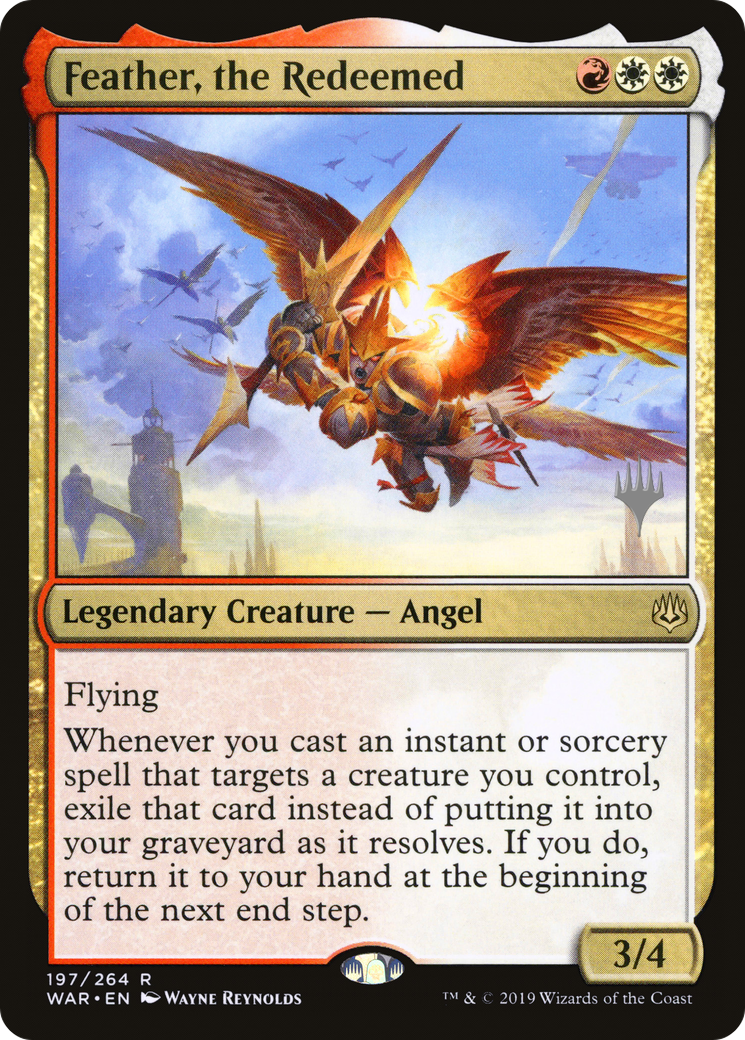 Feather, the Redeemed
Legendary Creature — Angel
Flying
Whenever you cast an instant or sorcery
spell that targets a creature you control,
exile that card instead of putting it into
your graveyard as it resolves. If you do,
return it to your hand at the beginning
of the next end step.
3/4
197/264 R
WAR • EN Wayne Reynolds
™ & © 2019 Wizards of the Coast